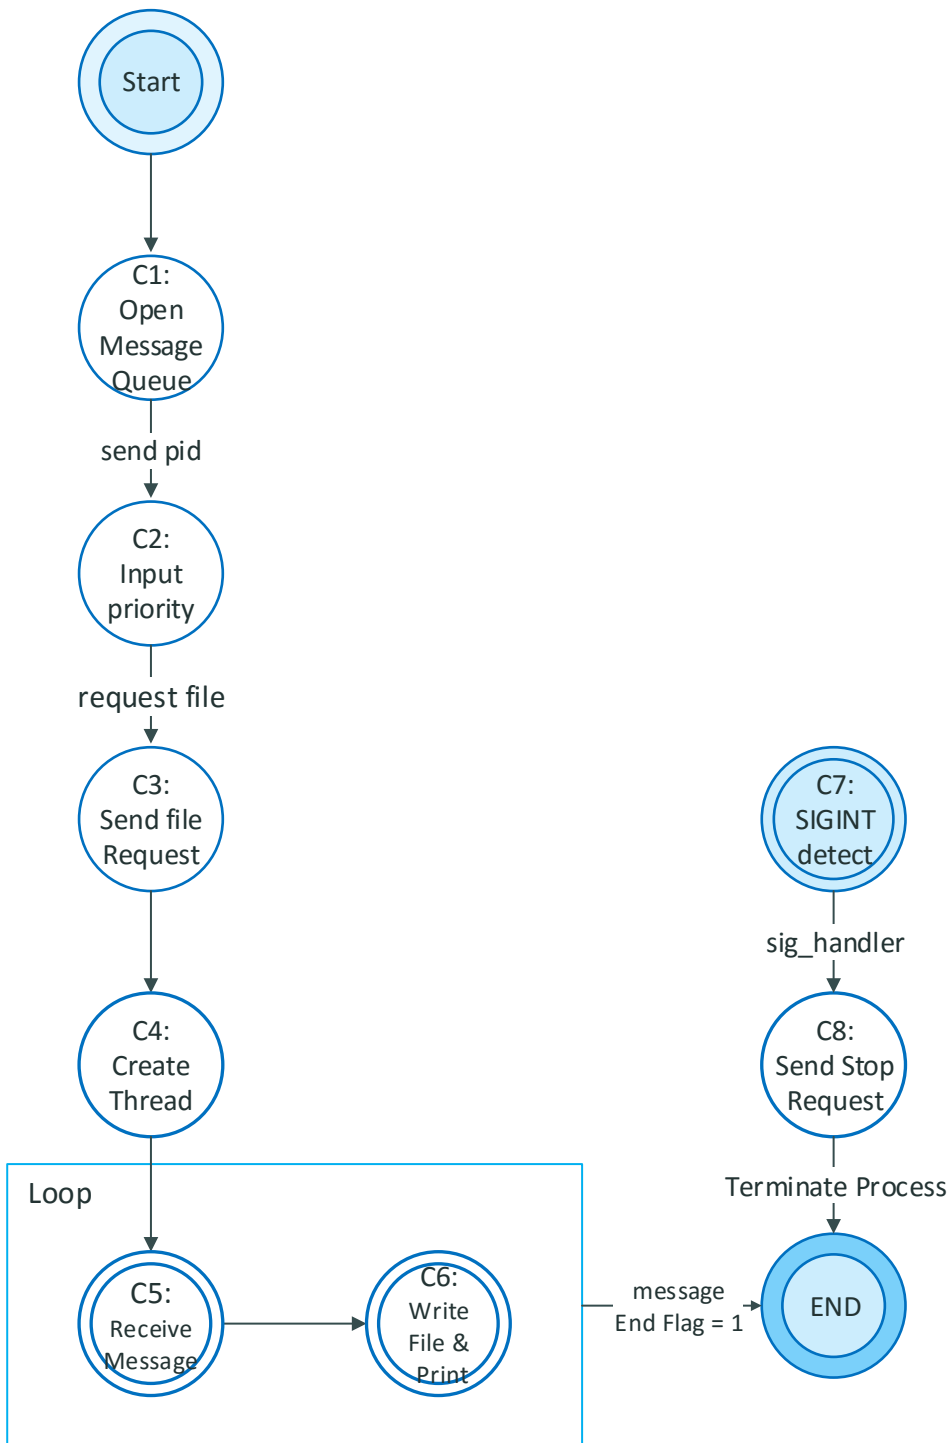 Start
C1:
Open
Message
Queue
send pid
C2:
Input
priority
request file
C3:
Send file
Request
C7:
SIGINT
detect
sig_handler
C4:
Create
Thread
C8:
Send Stop
Request
Terminate Process
Loop
C5:
Receive
Message
C6:
Write
File &
Print
message
End Flag = 1
END